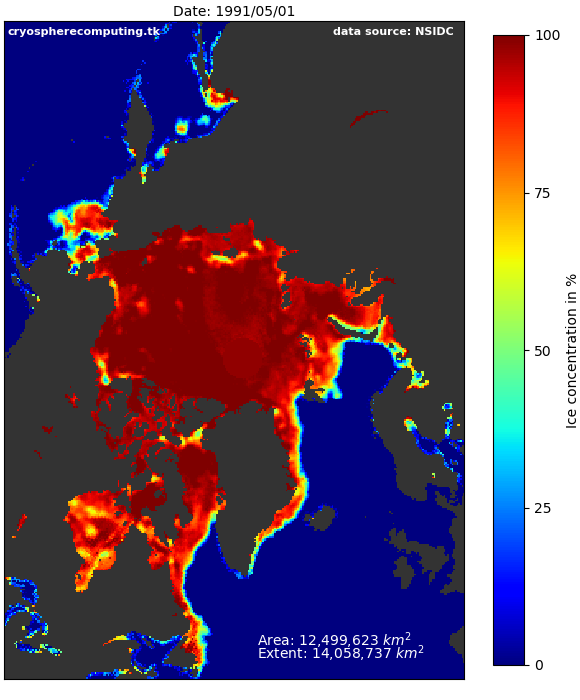 Date: 1991/05/01
cryospherecomputing.tk data source: NSIDC
100
75
50
25
0
Ice concentration in %
Area: 12,499,623 km²
Extent: 14,058,737 km²